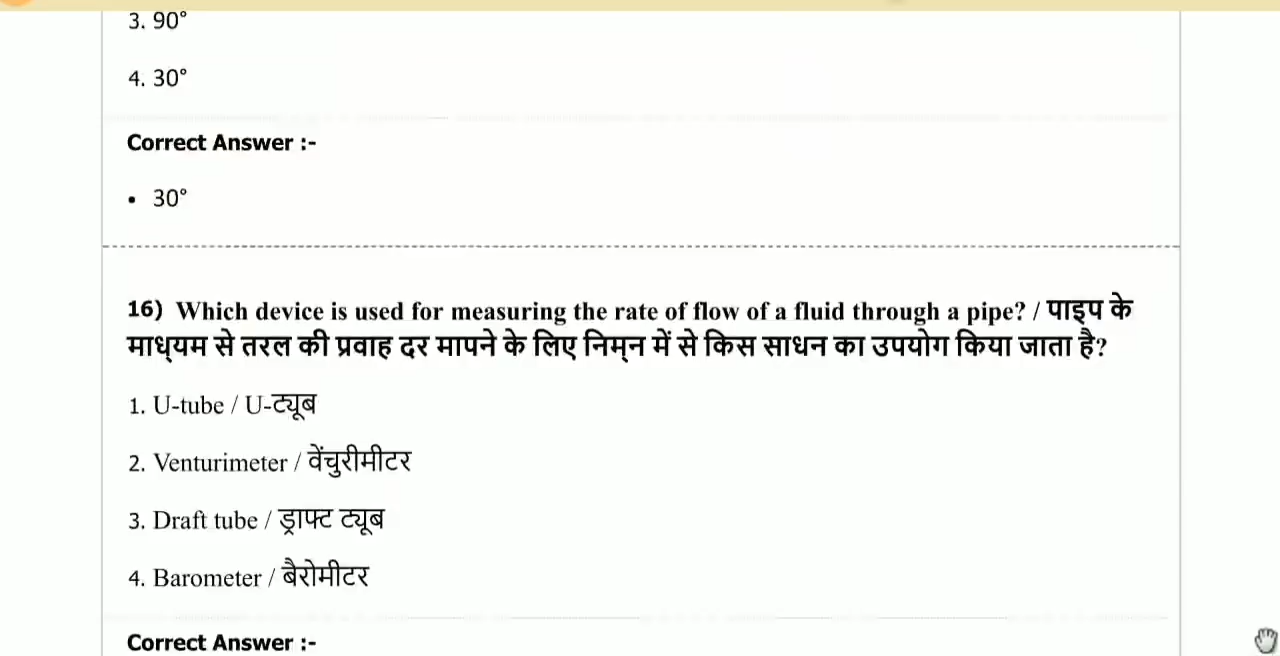 3. 90°
4. 30°
Correct Answer :-
• 30°
16) Which device is used for measuring the rate of flow of a fluid through a pipe? / पाइप के
माध्यम से तरल की प्रवाह दर मापने के लिए निम्न में से किस साधन का उपयोग किया जाता है?
1. U-tube / U-ट्यूब
2. Venturimeter / वेंचुरीमीटर
3. Draft tube / ड्राफ्ट ट्यूब
4. Barometer / बैरोमीटर
Correct Answer :-